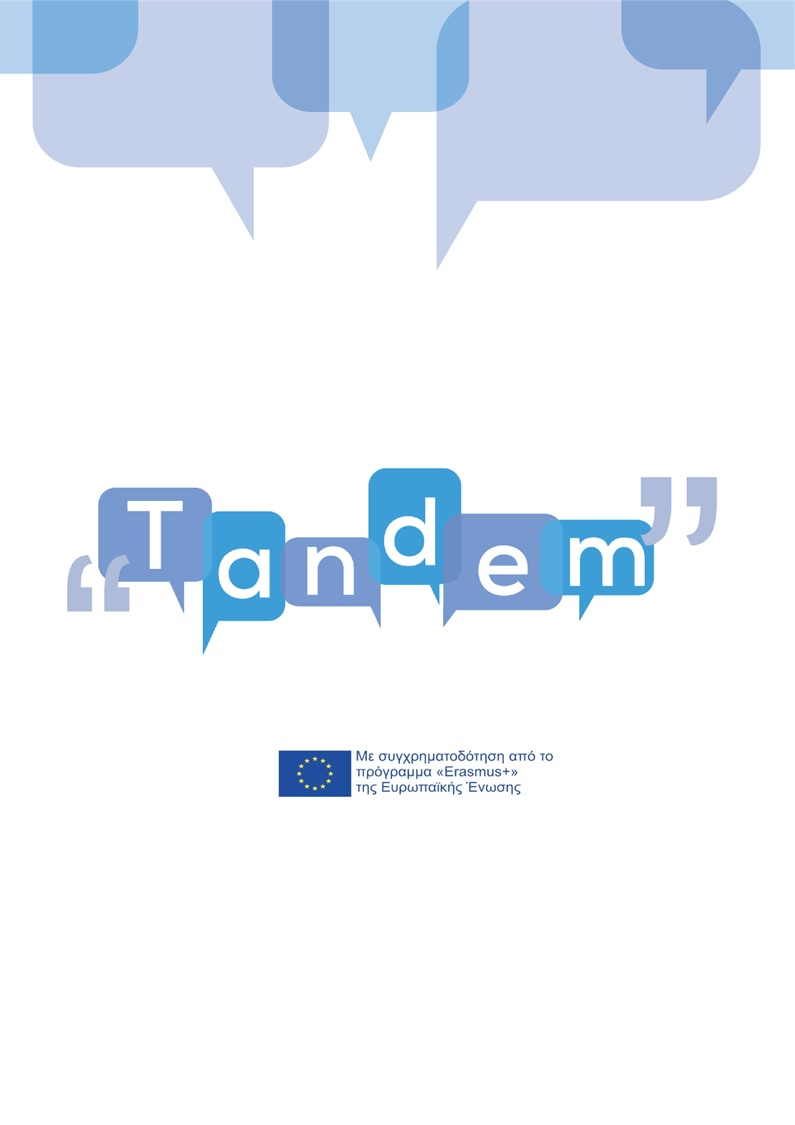 “Tandem”
Με συγχρηματοδότηση από το
πρόγραμμα «Erasmus+»
της Ευρωπαϊκής Ένωσης